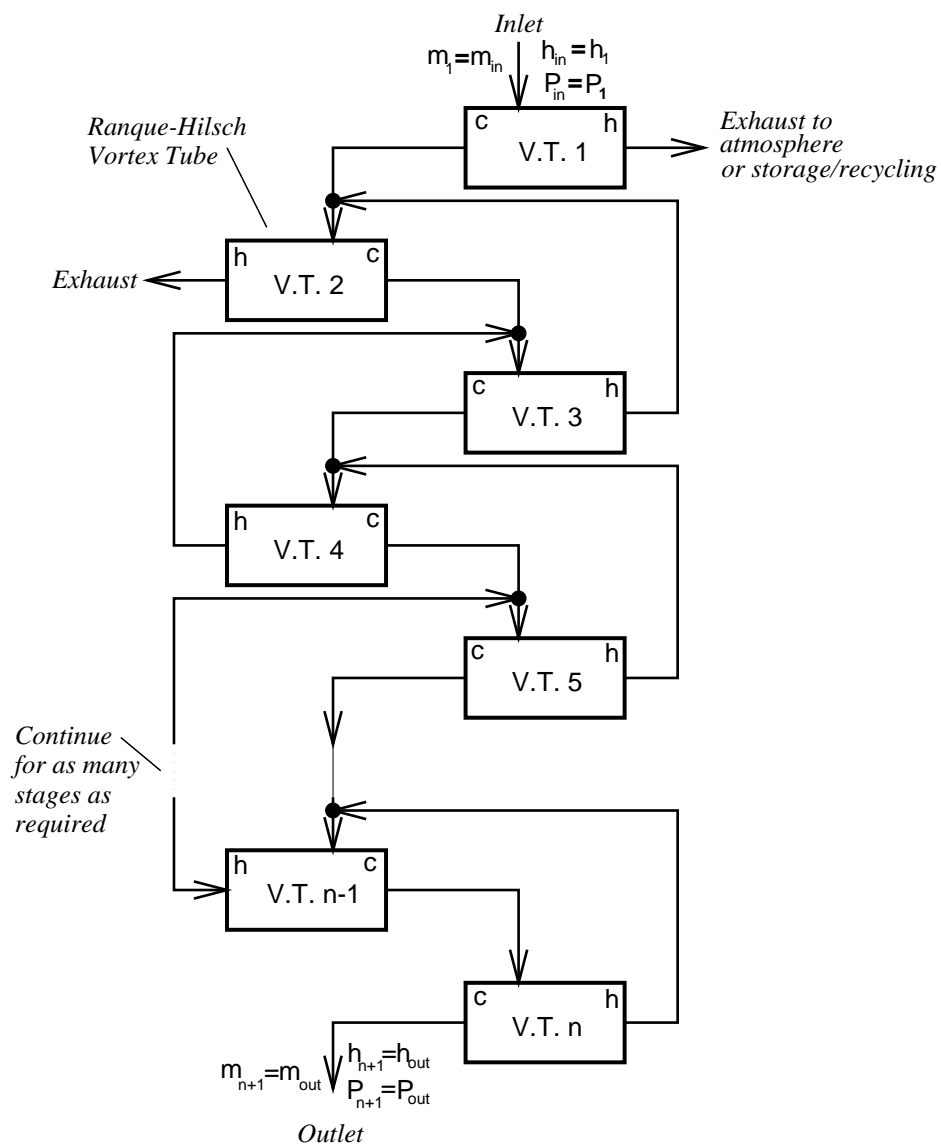 Inlet
m1=min
hin=h1
Pin=P1
c
h
V.T. 1
Exhaust to
atmosphere
or storage/recycling
Ranque-Hilsch
Vortex Tube
h
c
V.T. 2
Exhaust
c
h
V.T. 3
h
c
V.T. 4
c
h
V.T. 5
Continue
for as many
stages as
required
h
c
V.T. n-1
c
h
V.T. n
mn+1=mout
hn+1=hout
Pn+1=Pout
Outlet